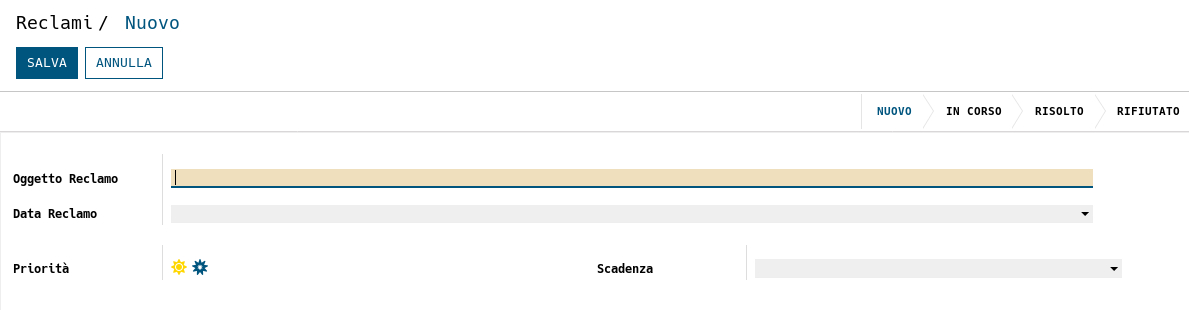 Reclami / Nuovo
SALVA ANNULLA
NUOVO IN CORSO RISOLTO RIFIUTATO
Oggetto Reclamo
Data Reclamo
Priorità Scadenza